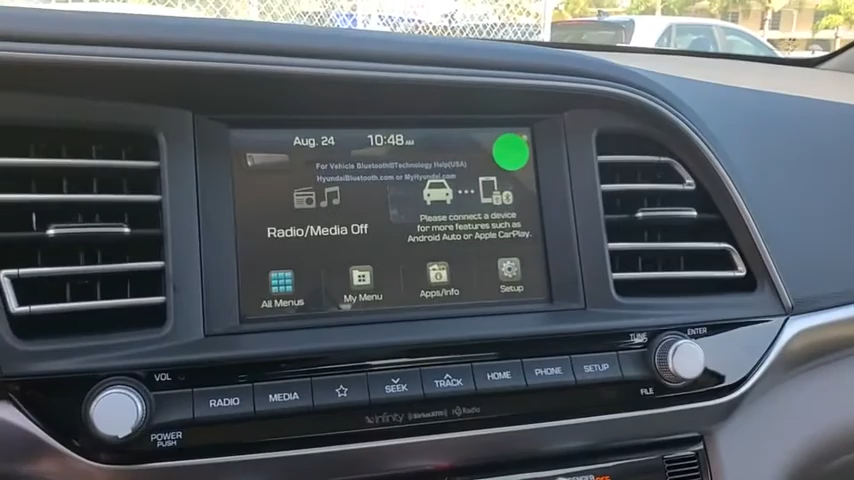 Aug. 24 10:48 AM
For Vehicle Bluetooth®Technology Help(USA)
HyundaiBluetooth.com or MyHyundai.com
Radio/Media Off
Please connect a device
for more features such as
Android Auto or Apple CarPlay.
All Menus My Menu Apps/Info Setup
VOL
POWER
PUSH
RADIO MEDIA SEEK TRACK HOME PHONE SETUP
TUNE
ENTER
FILE
infinity SiriusXM HD Radio
OFF